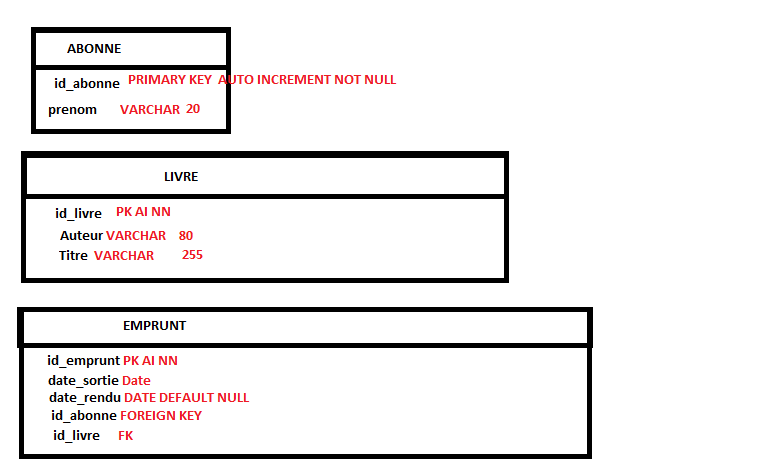 ABONNE
id_abonne PRIMARY KEY AUTO INCREMENT NOT NULL
prenom VARCHAR 20
LIVRE
id_livre PK AI NN
Auteur VARCHAR 80
Titre VARCHAR 255
EMPRUNT
id_emprunt PK AI NN
date_sortie Date
date_rendu DATE DEFAULT NULL
id_abonne FOREIGN KEY
id_livre FK